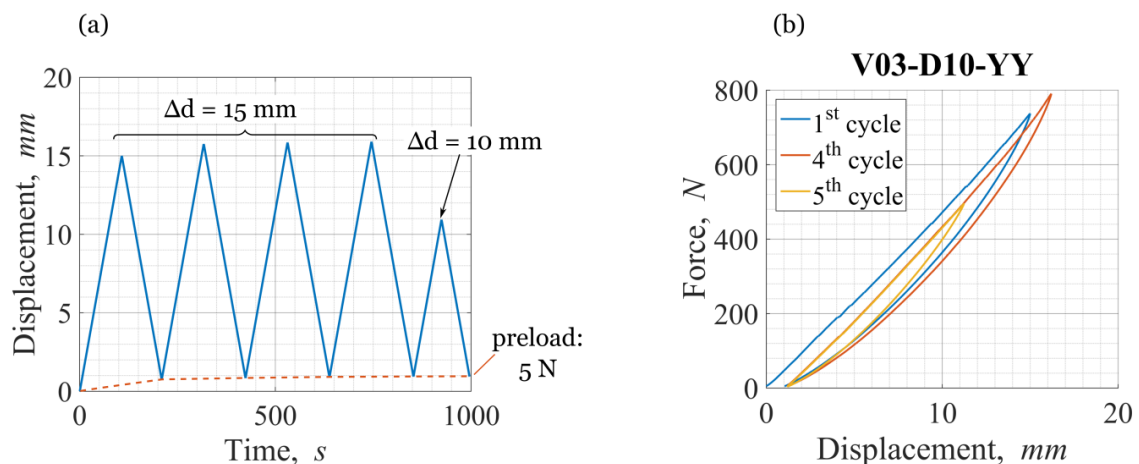 (a)
20
15
10
5
0
0
500
1000
Displacement, mm
Time, s
Δd = 15 mm
Δd = 10 mm
preload:
5 N
(b)
V03-D10-YY
800
600
400
200
0
0
10
20
Force, N
Displacement, mm
1st cycle
4th cycle
5th cycle